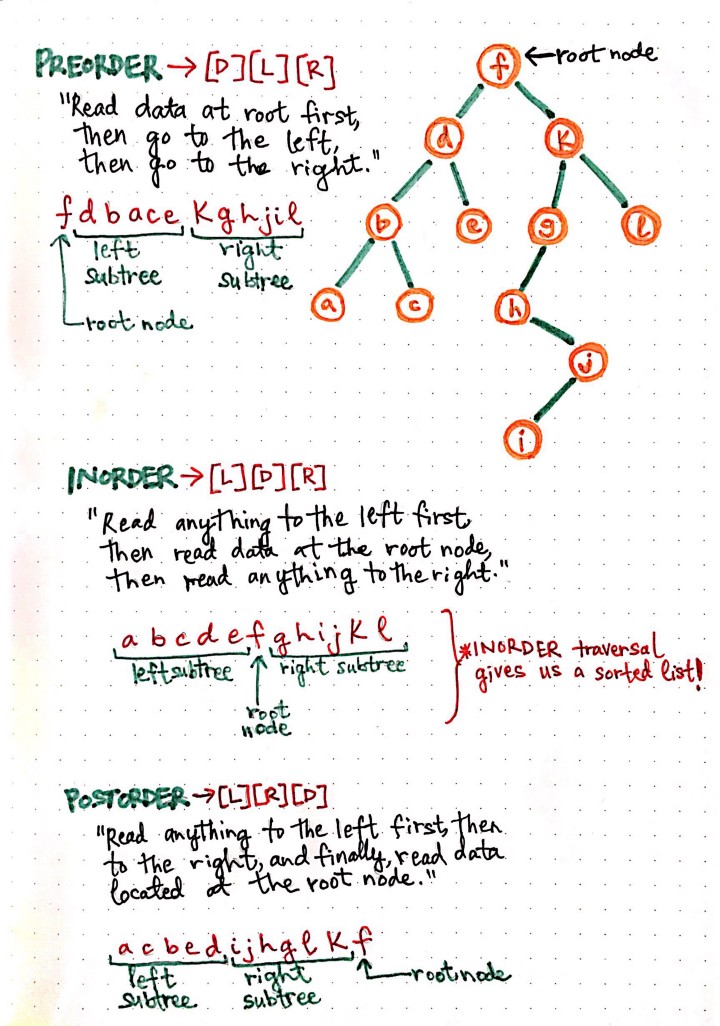 PREORDER → [D][L][R]
"Read data at root first,
then go to the left,
then go to the right."
f d b a c e K g h j i l
left subtree
right subtree
root node
←root node
f
d
K
b
e
g
l
a
c
h
j
i
INORDER → [L][D][R]
"Read anything to the left first,
then read data at the root node,
then read anything to the right."
a b c d e f g h i j K l
left subtree
right subtree
root node
*INORDER traversal
gives us a sorted list!
POSTORDER → [L][R][D]
"Read anything to the left first, then
to the right, and finally, read data
located at the root node."
a c b e d i j h g l K f
left subtree
right subtree
root node